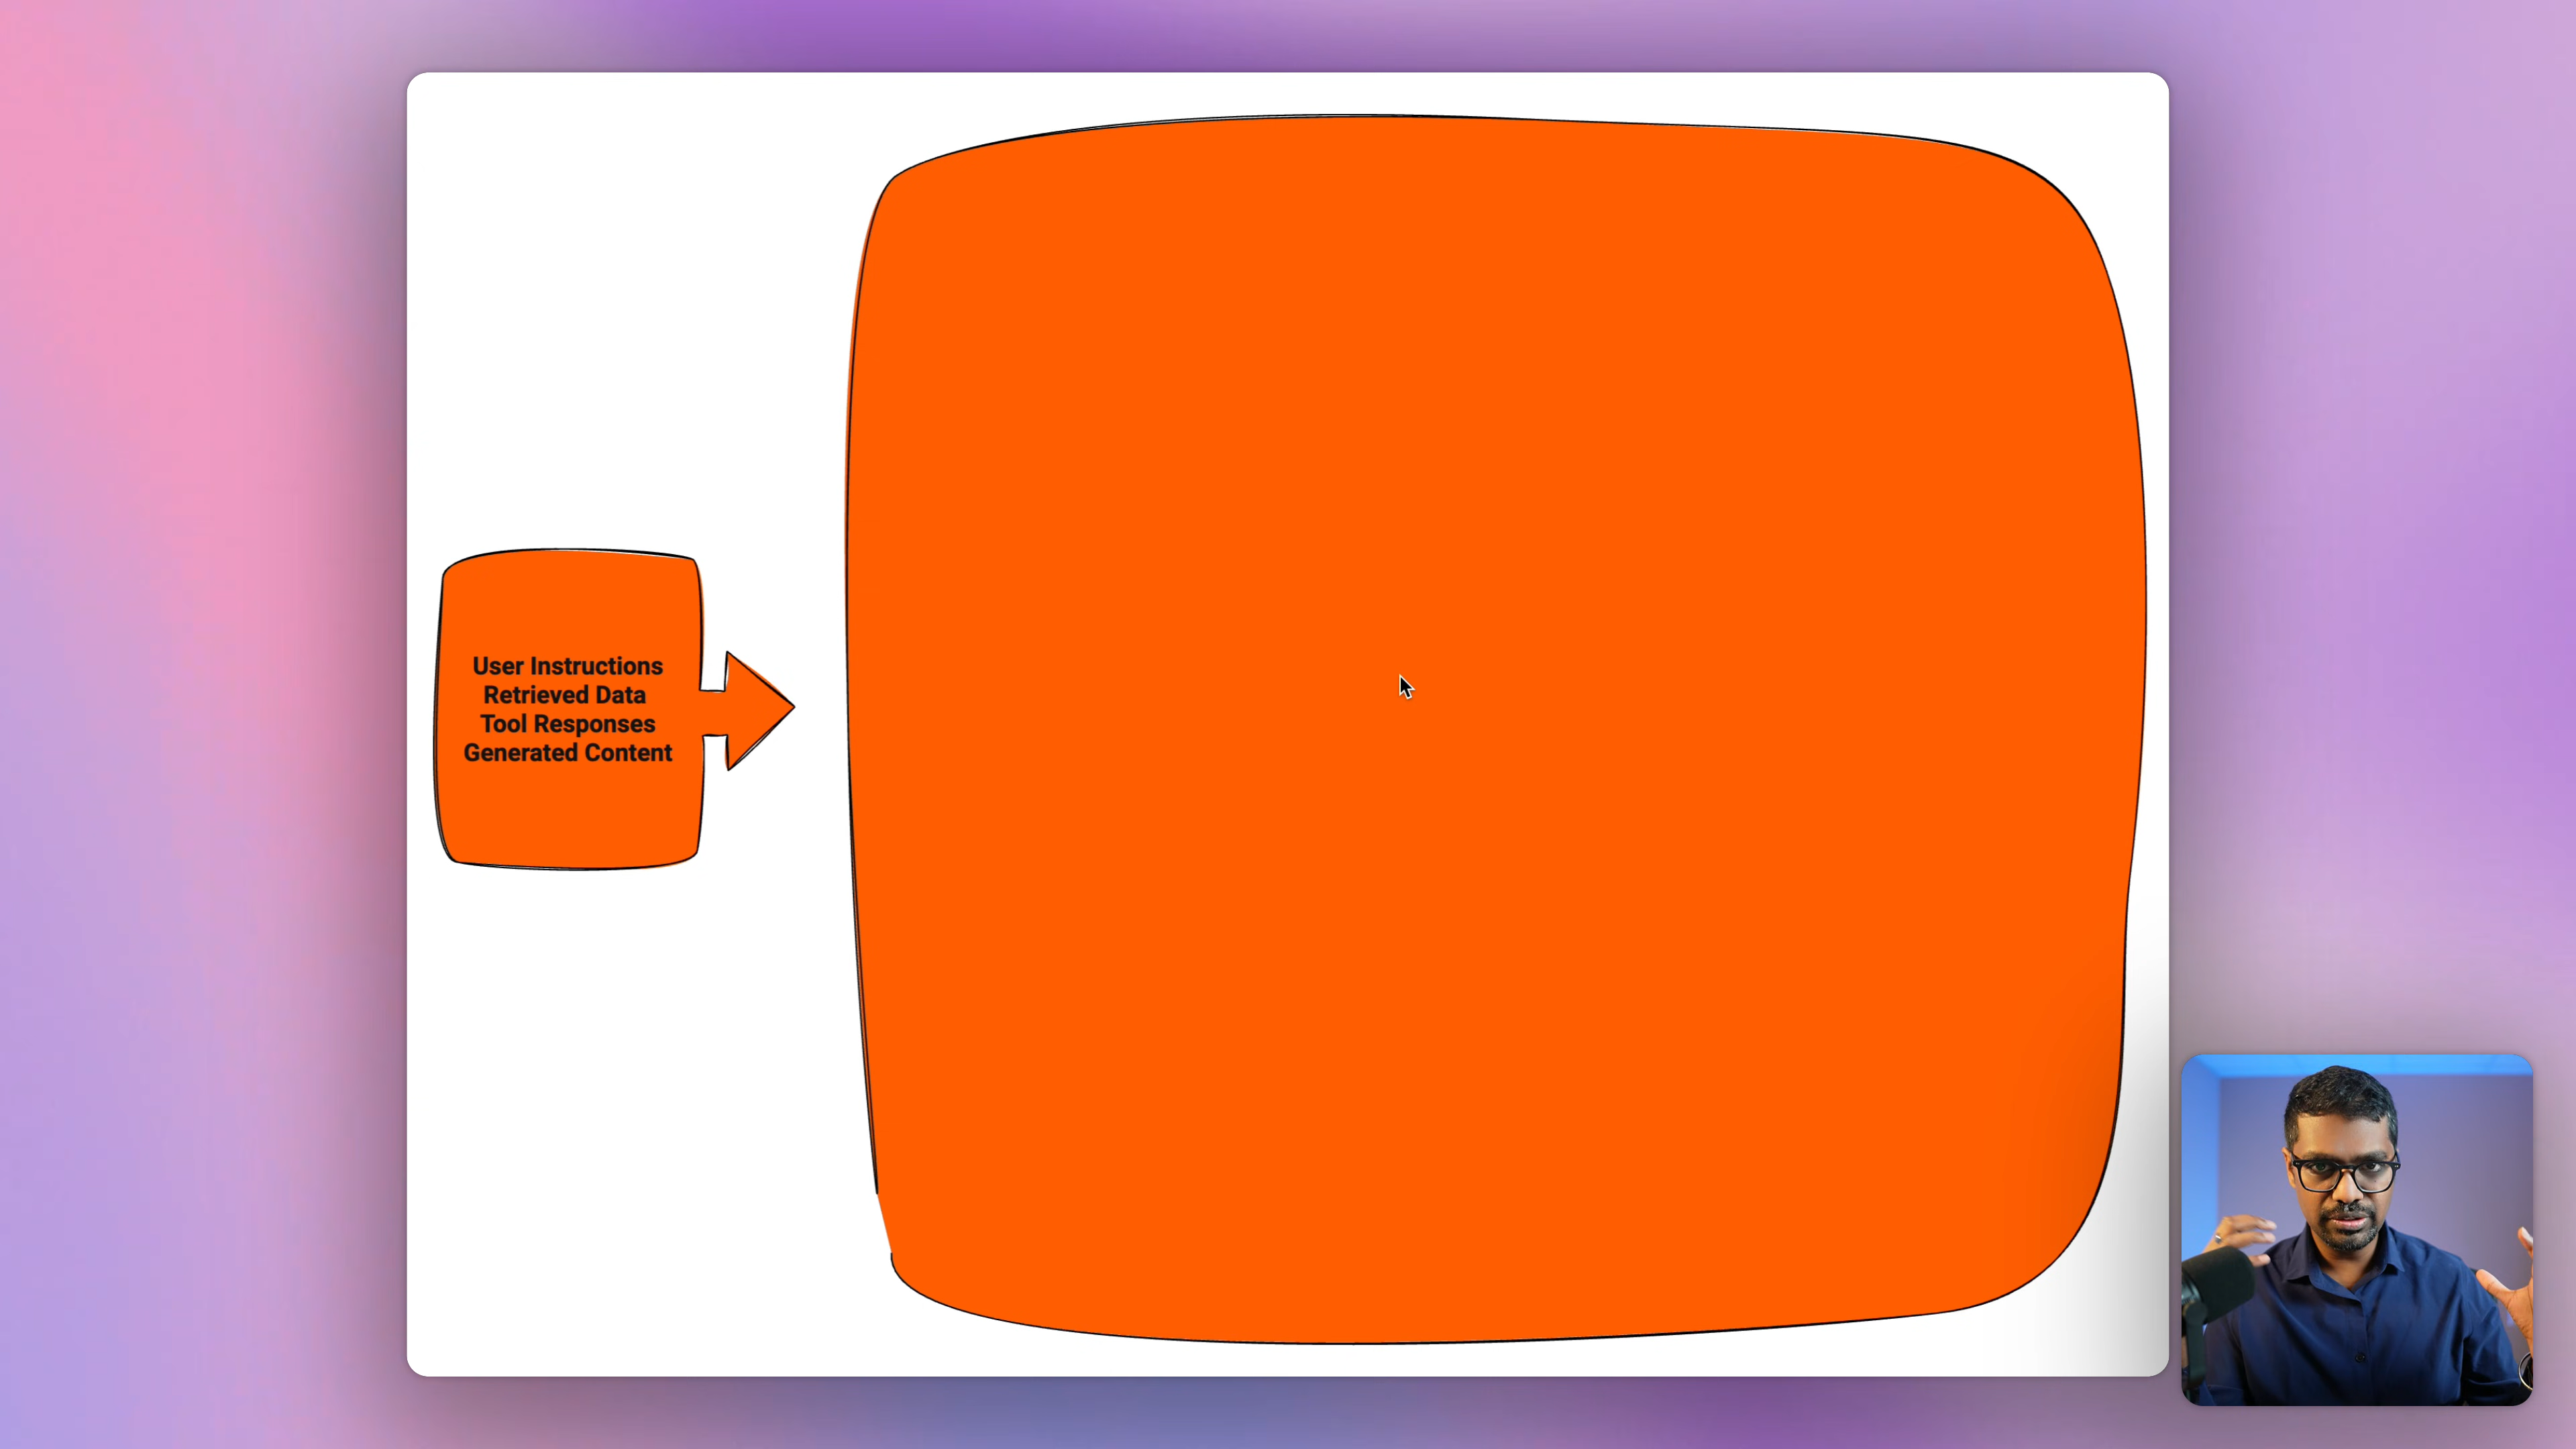 User Instructions
Retrieved Data
Tool Responses
Generated Content